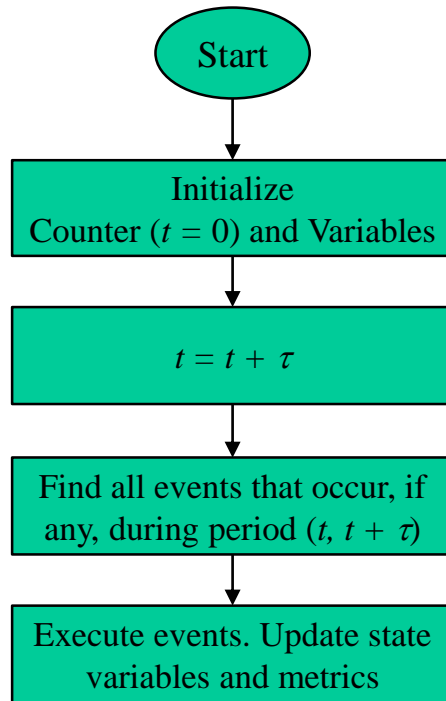 Start
Initialize
Counter (t = 0) and Variables
t = t + τ
Find all events that occur, if
any, during period (t, t + τ)
Execute events. Update state
variables and metrics